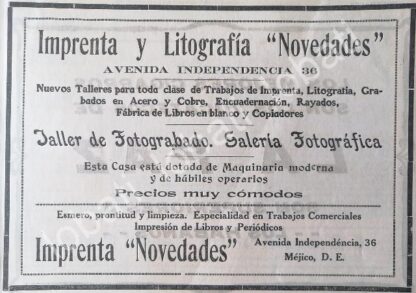 Imprenta y Litografía "Novedades"
AVENIDA INDEPENDENCIA 36
Nuevos Talleres para toda clase de Trabajos de Imprenta, Litografía, Gra-
bados en Acero y Cobre, Encuadernación, Rayados,
Fábrica de Libros en blanco y Copiadores
Taller de Fotograbado. Galería Fotográfica
Esta Casa está dotada de Maquinaria moderna
y de hábiles operarios
Precios muy cómodos
Esmero, prontitud y limpieza. Especialidad en Trabajos Comerciales
Impresión de Libros y Periódicos
Imprenta "Novedades"
Avenida Independéncia, 36
Méjico, D. E.